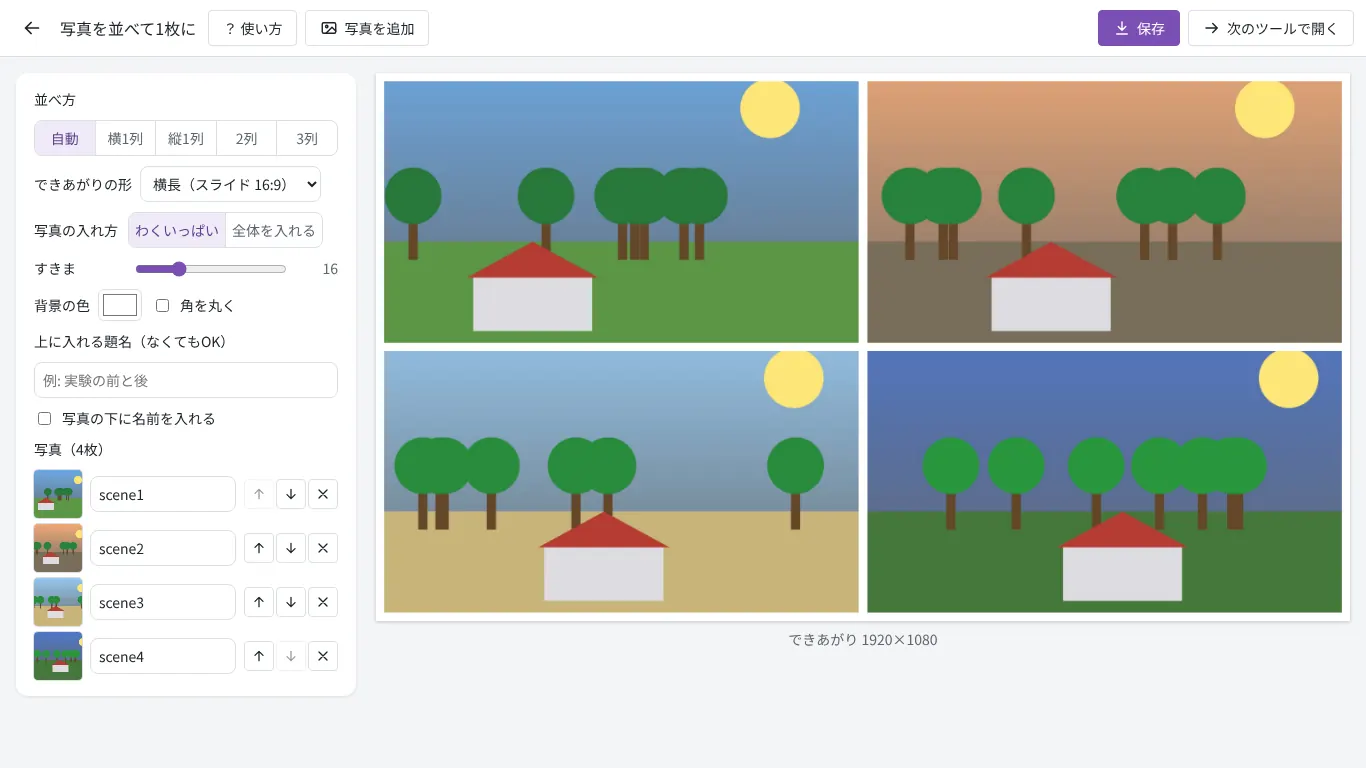 写真を並べて1枚に
? 使い方
写真を追加
保存
次のツールで開く
並べ方
自動 横1列 縦1列 2列 3列
できあがりの形 横長（スライド 16:9）
写真の入れ方 わくいっぱい 全体を入れる
すきま 16
背景の色 角を丸く
上に入れる題名（なくてもOK）
例: 実験の前と後
写真の下に名前を入れる
写真（4枚）
scene1
scene2
scene3
scene4
できあがり 1920×1080